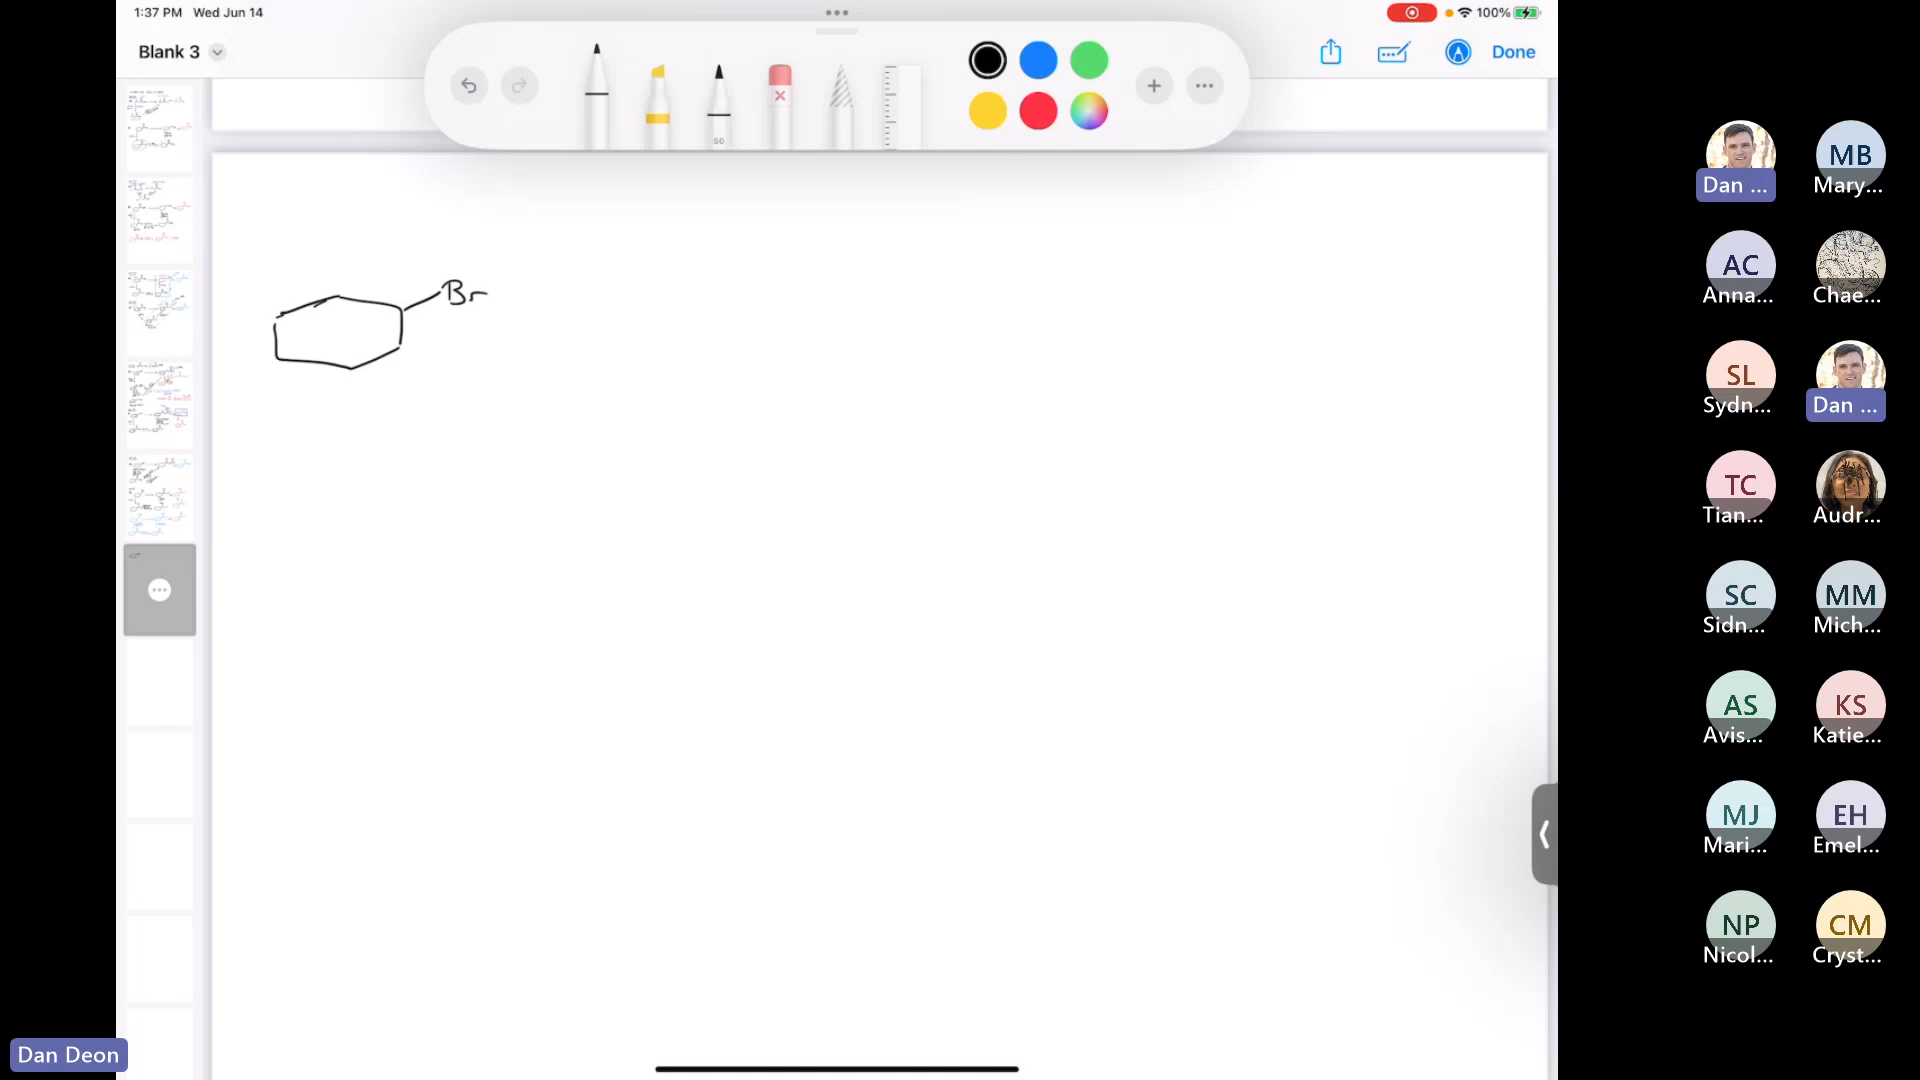 1:37 PM Wed Jun 14
100%
Blank 3
Done
50
Br
Dan ...
MB
Mary...
AC
Anna...
Chae...
SL
Sydn...
Dan ...
TC
Tian...
Audr...
SC
Sidn...
MM
Mich...
AS
Avis...
KS
Katie...
MJ
Mari...
EH
Emel...
NP
Nicol...
CM
Cryst...
Dan Deon